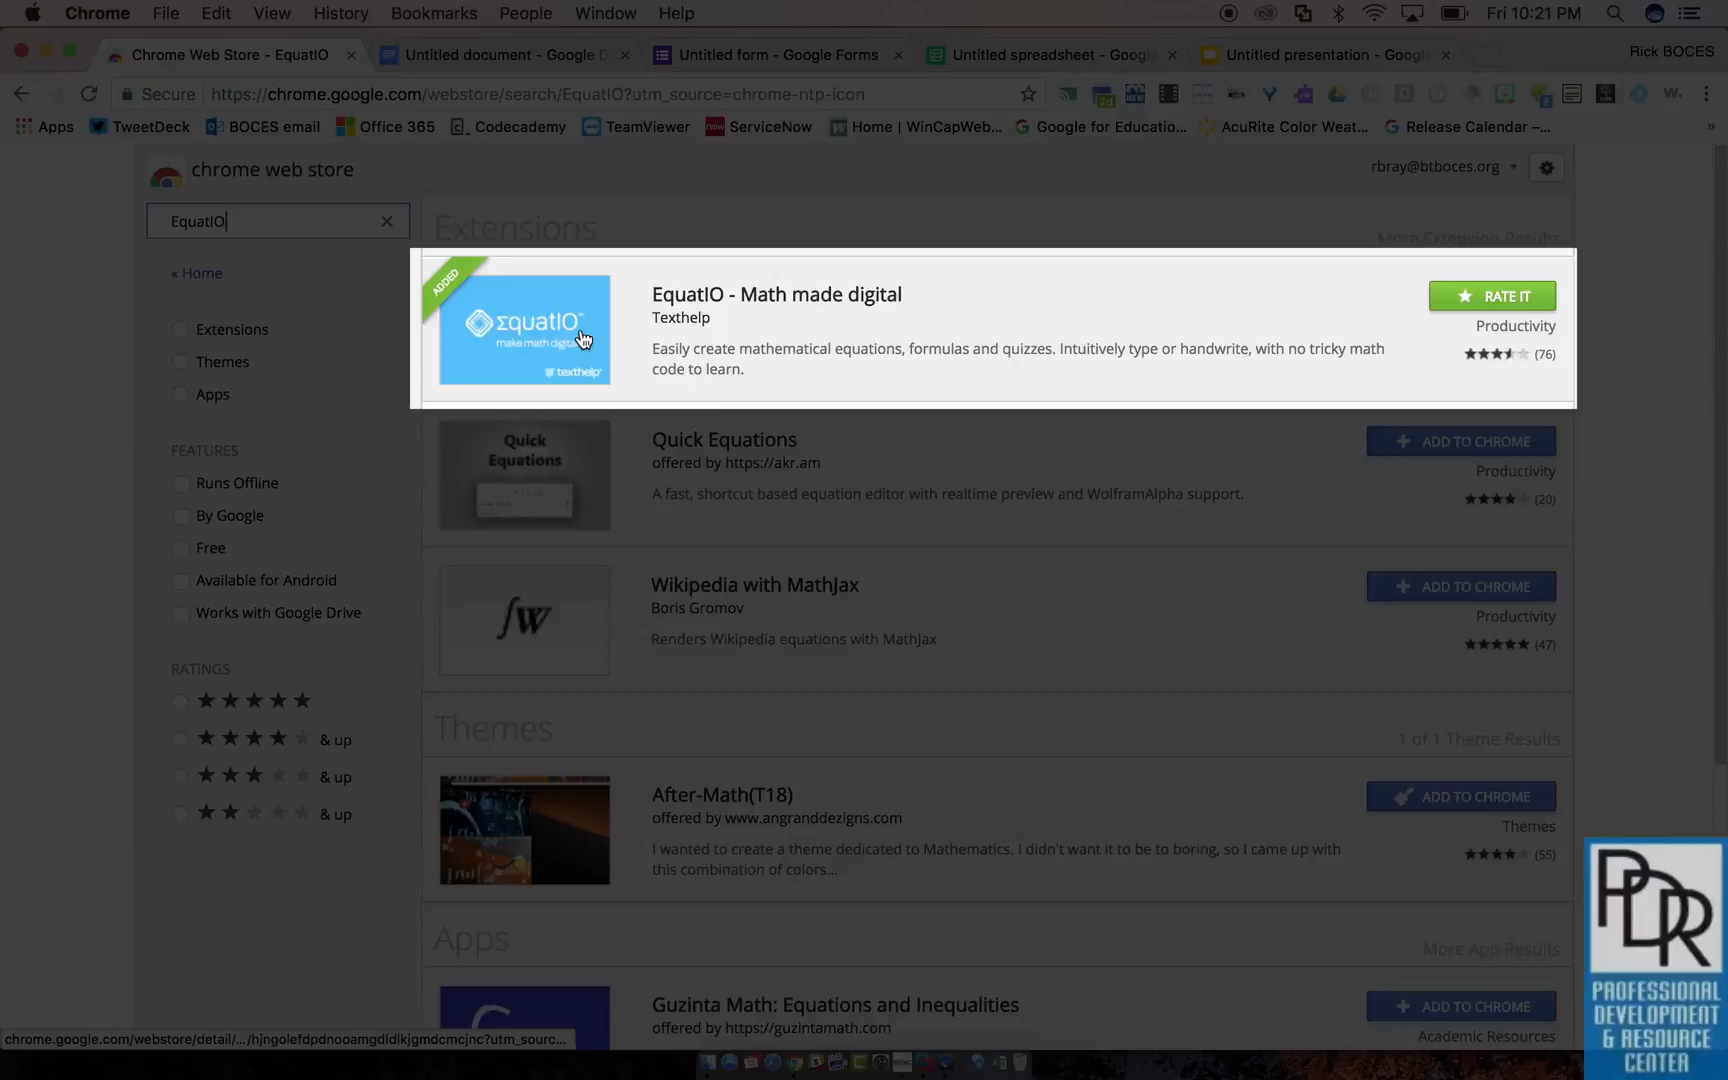 Chrome File Edit View History Bookmarks People Window Help Fri 10:21 PM
Chrome Web Store - EquatIO Untitled document - Google D Untitled form - Google Forms Untitled spreadsheet - Goog Untitled presentation - Goog Rick BOCES
Secure https://chrome.google.com/webstore/search/EquatIO?utm_source=chrome-ntp-icon
Apps TweetDeck BOCES email Office 365 Codecademy TeamViewer ServiceNow Home | WinCapWeb... Google for Educatio... AcuRite Color Weat... Release Calendar –... »
chrome web store
rbray@btboces.org
EquatIO
« Home
Extensions
Themes
Apps
FEATURES
Runs Offline
By Google
Free
Available for Android
Works with Google Drive
RATINGS
& up
& up
& up
Extensions
More Extension Results
ADDED
ΣquatIO™
make math digital
texthelp
EquatIO - Math made digital
Texthelp
Easily create mathematical equations, formulas and quizzes. Intuitively type or handwrite, with no tricky math
code to learn.
RATE IT
Productivity
(76)
Quick
Equations
Quick Equations
offered by https://akr.am
A fast, shortcut based equation editor with realtime preview and WolframAlpha support.
ADD TO CHROME
Productivity
(20)
∫W
Wikipedia with MathJax
Boris Gromov
Renders Wikipedia equations with MathJax
ADD TO CHROME
Productivity
(47)
Themes
1 of 1 Theme Results
After-Math(T18)
offered by www.angranddezigns.com
I wanted to create a theme dedicated to Mathematics. I didn't want it to be to boring, so I came up with
this combination of colors...
ADD TO CHROME
Themes
(55)
Apps
More App Results
Guzinta Math: Equations and Inequalities
offered by https://guzintamath.com
ADD TO CHROME
Academic Resources
chrome.google.com/webstore/detail/.../hjngolefdpdnooamgdldlkjgmdcmcjnc?utm_sourc...
PDRC
PROFESSIONAL
DEVELOPMENT
& RESOURCE
CENTER